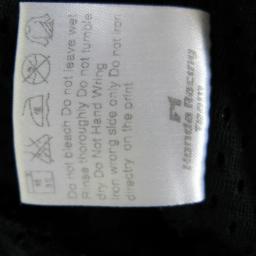 Do not bleach Do not leave wet
Rinse thoroughly Do not tumble
dry Do Not Hand Wring
Iron wrong side only Do not iron
directry on the print
Honda Racing